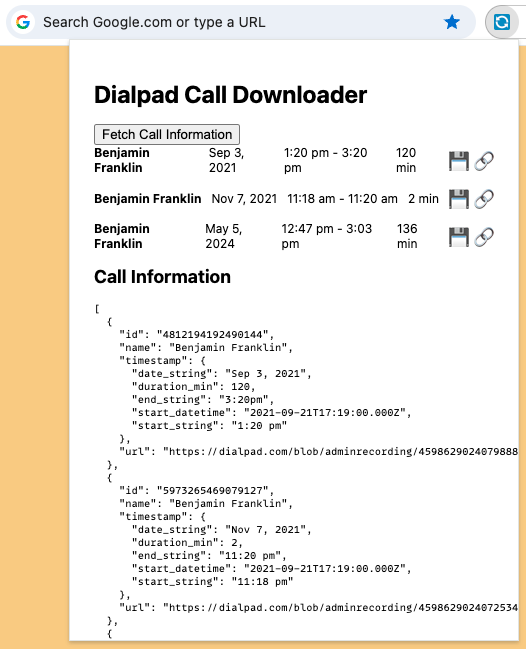 Search Google.com or type a URL
Dialpad Call Downloader
Fetch Call Information
Benjamin Franklin Sep 3, 2021 1:20 pm - 3:20 pm 120 min
Benjamin Franklin Nov 7, 2021 11:18 am - 11:20 am 2 min
Benjamin Franklin May 5, 2024 12:47 pm - 3:03 pm 136 min
Call Information
[
  {
    "id": "4812194192490144",
    "name": "Benjamin Franklin",
    "timestamp": {
      "date_string": "Sep 3, 2021",
      "duration_min": 120,
      "end_string": "3:20pm",
      "start_datetime": "2021-09-21T17:19:00.000Z",
      "start_string": "1:20 pm"
    },
    "url": "https://dialpad.com/blob/adminrecording/4598629024079888
  },
  {
    "id": "5973265469079127",
    "name": "Benjamin Franklin",
    "timestamp": {
      "date_string": "Nov 7, 2021",
      "duration_min": 2,
      "end_string": "11:20 pm",
      "start_datetime": "2021-09-21T17:19:00.000Z",
      "start_string": "11:18 pm"
    },
    "url": "https://dialpad.com/blob/adminrecording/4598629024072534
  },
  {